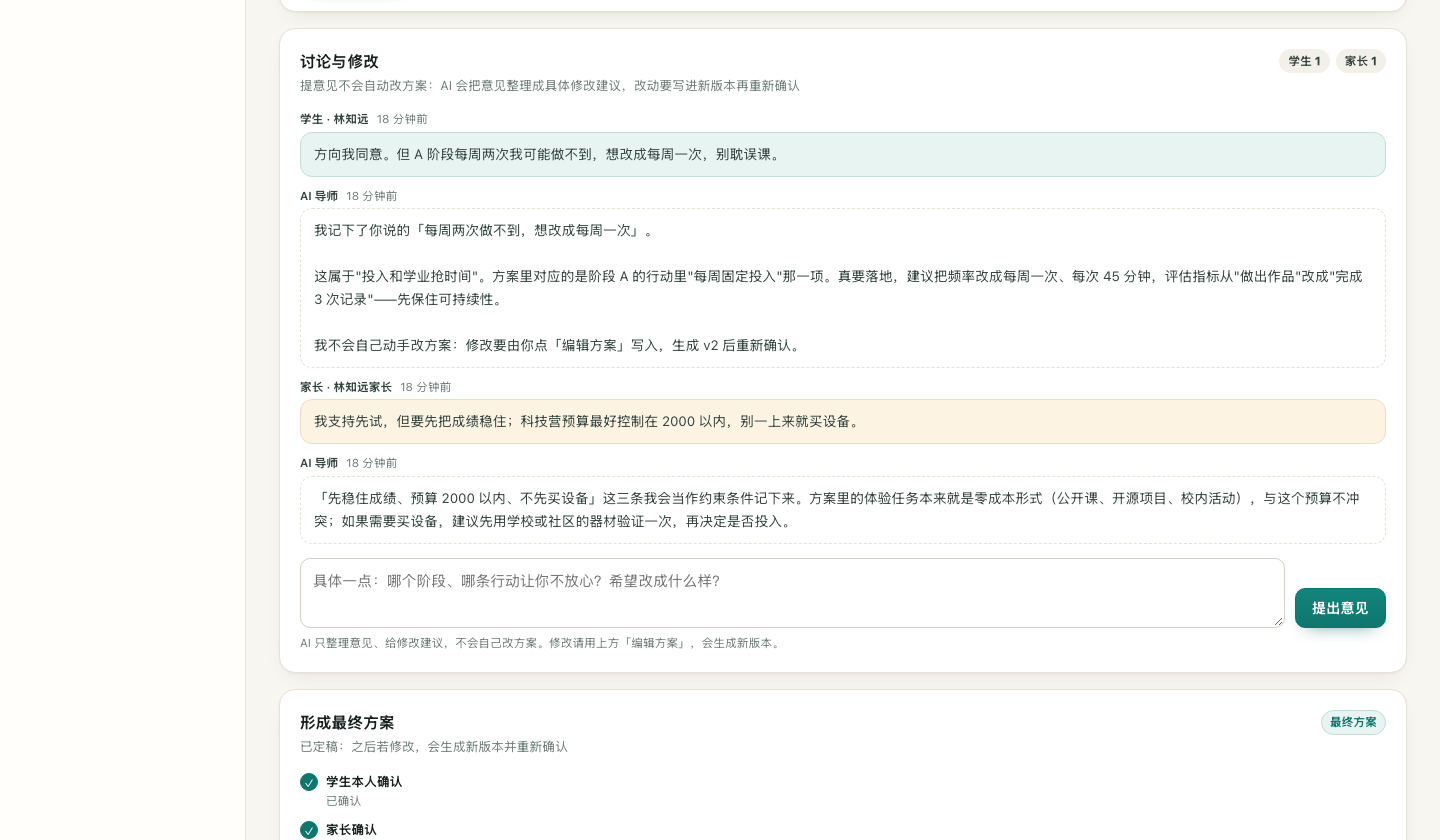 讨论与修改
学生 1
家长 1
提意见不会自动改方案：AI 会把意见整理成具体修改建议，改动要写进新版本再重新确认
学生 · 林知远 18 分钟前
方向我同意。但 A 阶段每周两次我可能做不到，想改成每周一次，别耽误课。
AI 导师 18 分钟前
我记下了你说的「每周两次做不到，想改成每周一次」。
这属于"投入和学业抢时间"。方案里对应的是阶段 A 的行动里"每周固定投入"那一项。真要落地，建议把频率改成每周一次、每次 45 分钟，评估指标从"做出作品"改成"完成
3 次记录"——先保住可持续性。
我不会自己动手改方案：修改要由你点「编辑方案」写入，生成 v2 后重新确认。
家长 · 林知远家长 18 分钟前
我支持先试，但要先把成绩稳住；科技营预算最好控制在 2000 以内，别一上来就买设备。
AI 导师 18 分钟前
「先稳住成绩、预算 2000 以内、不先买设备」这三条我会当作约束条件记下来。方案里的体验任务本来就是零成本形式（公开课、开源项目、校内活动），与这个预算不冲
突；如果需要买设备，建议先用学校或社区的器材验证一次，再决定是否投入。
具体一点：哪个阶段、哪条行动让你不放心？希望改成什么样？
提出意见
AI 只整理意见、给修改建议，不会自己改方案。修改请用上方「编辑方案」，会生成新版本。
形成最终方案
最终方案
已定稿：之后若修改，会生成新版本并重新确认
学生本人确认
已确认
家长确认